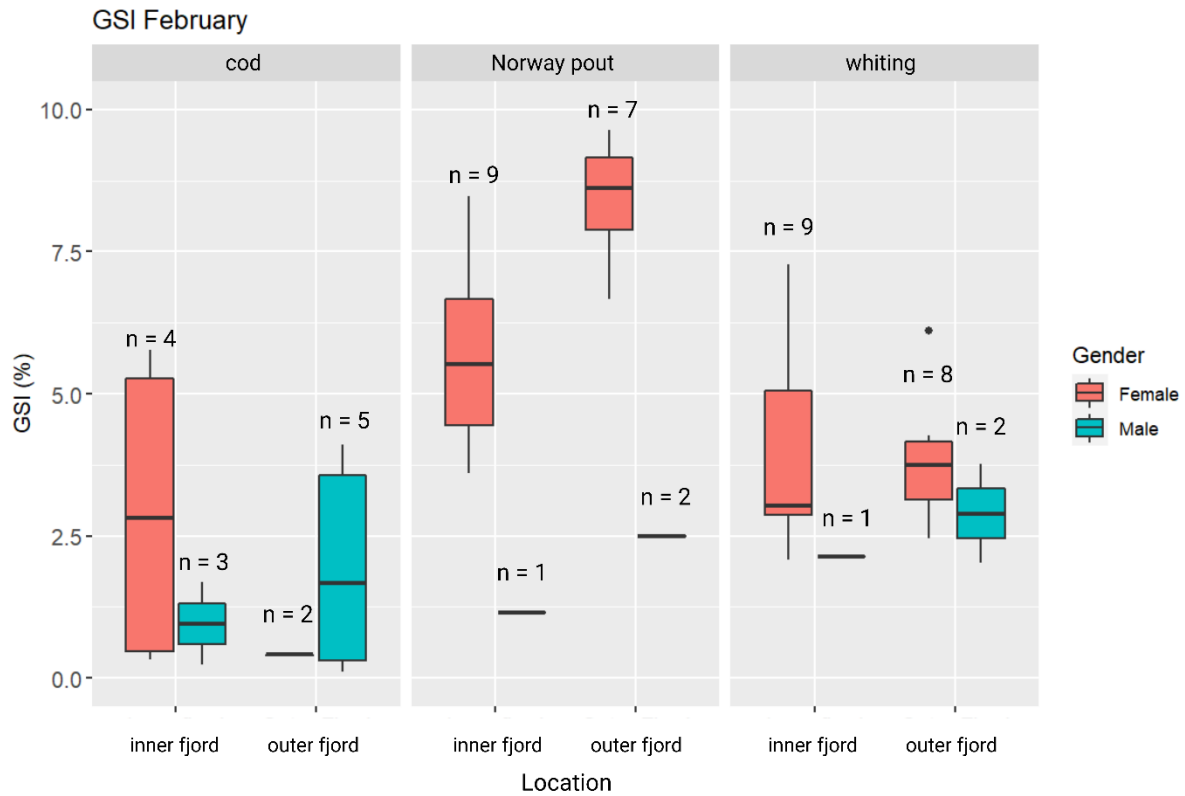 GSI February
cod
Norway pout
whiting
GSI (%)
10.0
7.5
5.0
2.5
0.0
n = 4
n = 3
n = 2
n = 5
n = 9
n = 1
n = 7
n = 2
n = 9
n = 1
n = 8
n = 2
inner fjord
outer fjord
inner fjord
outer fjord
inner fjord
outer fjord
Location
Gender
Female
Male